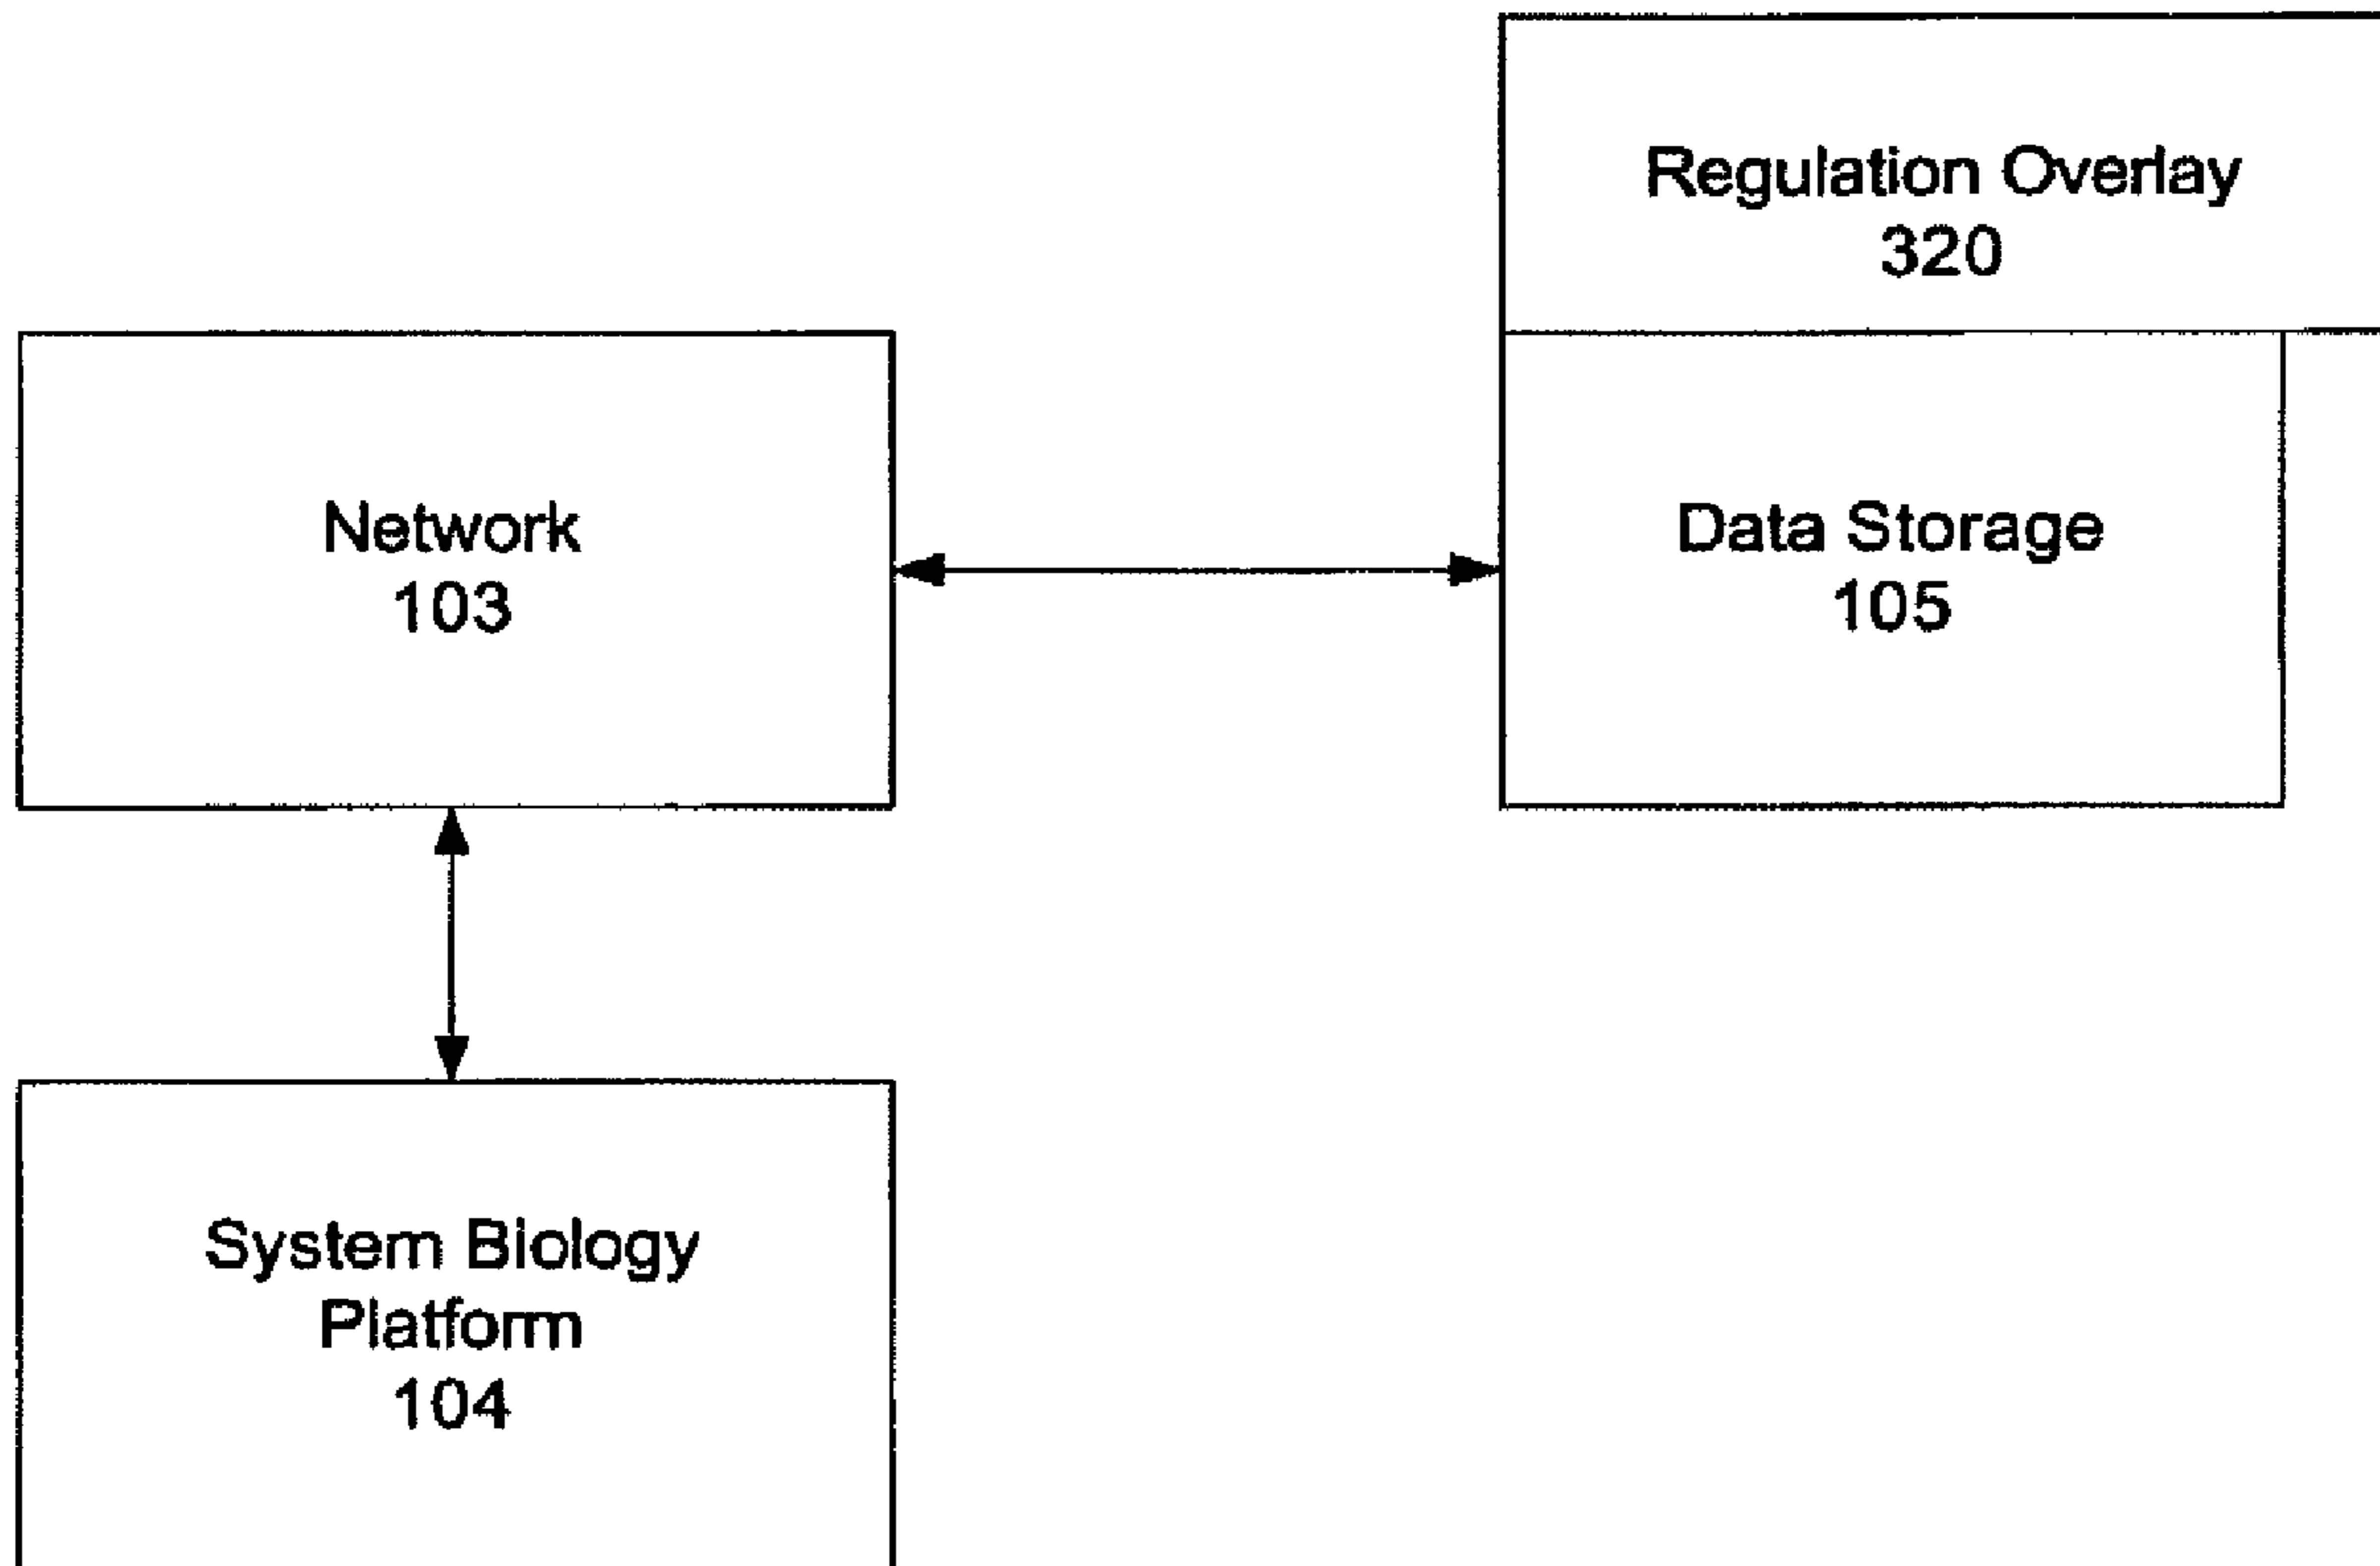 Regulation Overlay
320
Network
103
Data Storage
105
System Biology
Platform
104